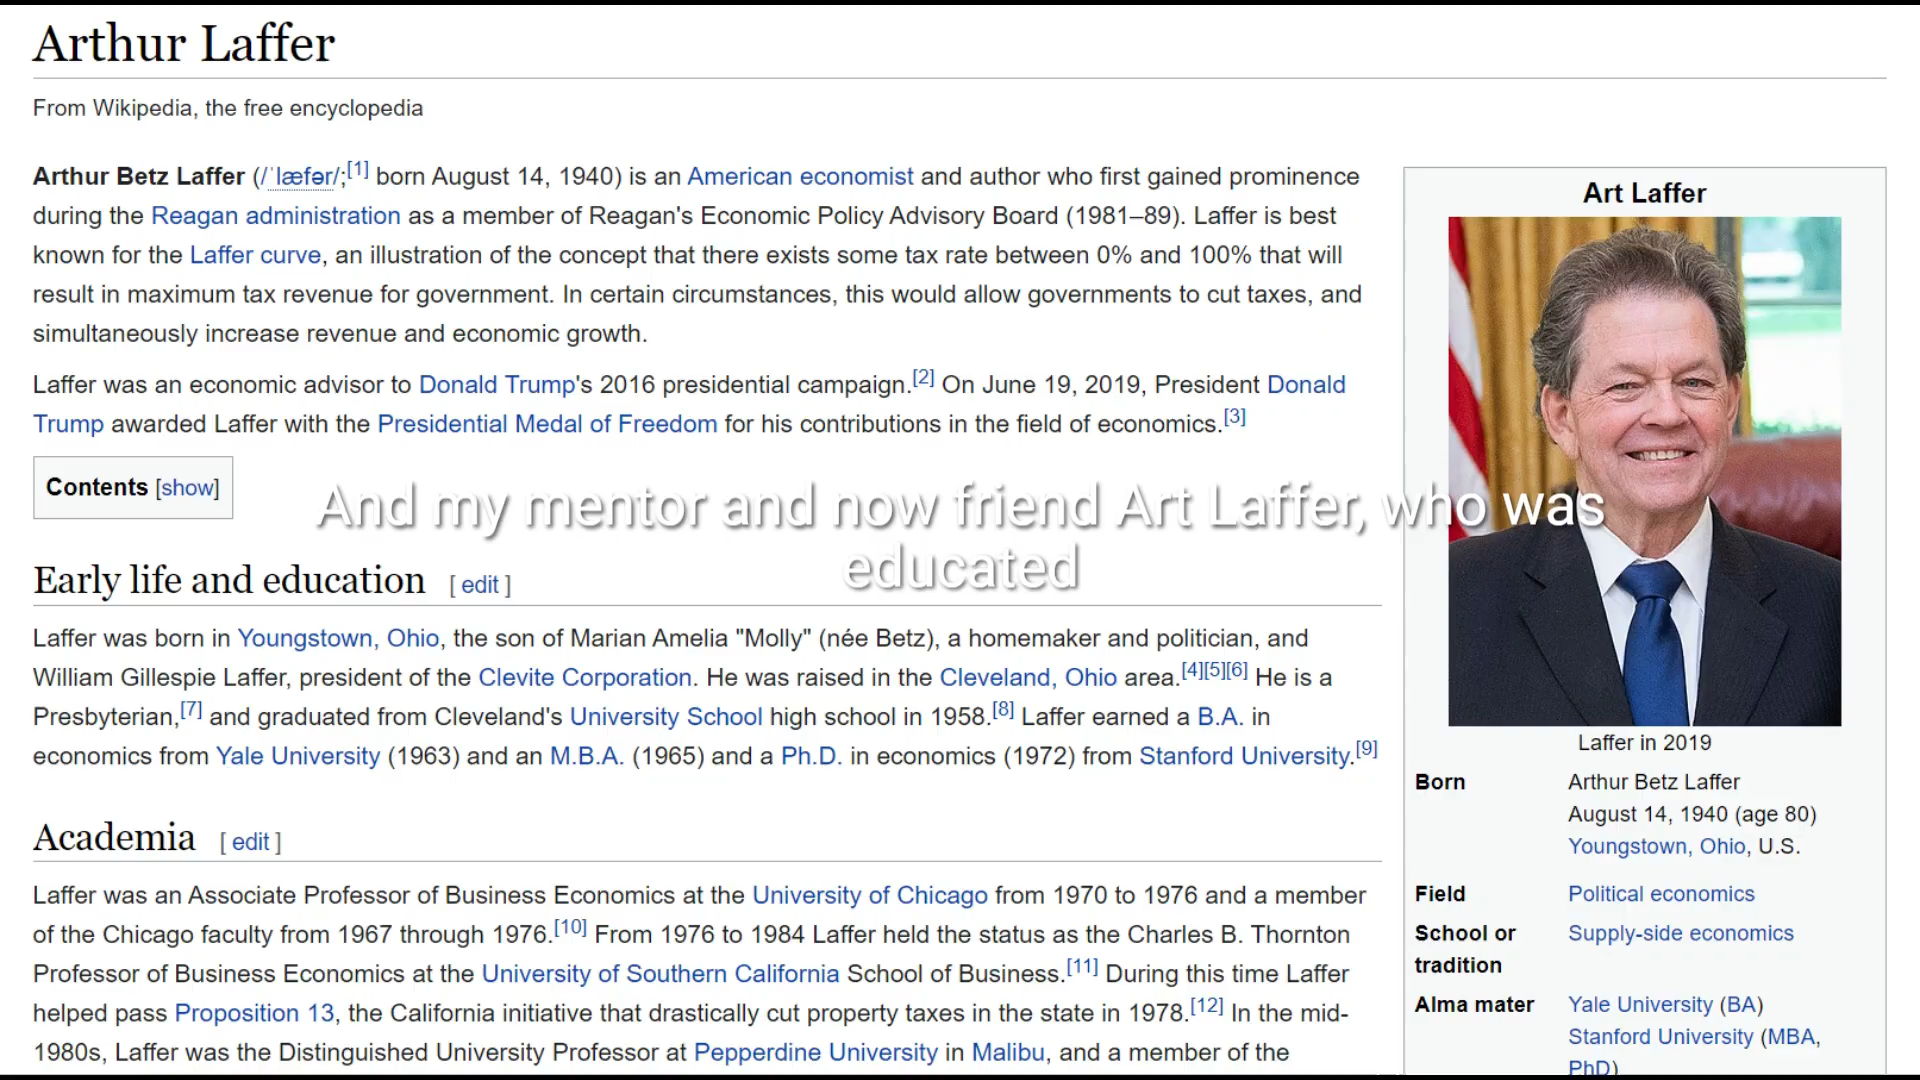 Arthur Laffer
From Wikipedia, the free encyclopedia
Arthur Betz Laffer (/ˈlæfər/;[1] born August 14, 1940) is an American economist and author who first gained prominence
during the Reagan administration as a member of Reagan's Economic Policy Advisory Board (1981–89). Laffer is best
known for the Laffer curve, an illustration of the concept that there exists some tax rate between 0% and 100% that will
result in maximum tax revenue for government. In certain circumstances, this would allow governments to cut taxes, and
simultaneously increase revenue and economic growth.
Laffer was an economic advisor to Donald Trump's 2016 presidential campaign.[2] On June 19, 2019, President Donald
Trump awarded Laffer with the Presidential Medal of Freedom for his contributions in the field of economics.[3]
Contents [show]
And my mentor and now friend Art Laffer, who was
educated
Early life and education [ edit ]
Laffer was born in Youngstown, Ohio, the son of Marian Amelia "Molly" (née Betz), a homemaker and politician, and
William Gillespie Laffer, president of the Clevite Corporation. He was raised in the Cleveland, Ohio area.[4][5][6] He is a
Presbyterian,[7] and graduated from Cleveland's University School high school in 1958.[8] Laffer earned a B.A. in
economics from Yale University (1963) and an M.B.A. (1965) and a Ph.D. in economics (1972) from Stanford University.[9]
Academia [ edit ]
Laffer was an Associate Professor of Business Economics at the University of Chicago from 1970 to 1976 and a member
of the Chicago faculty from 1967 through 1976.[10] From 1976 to 1984 Laffer held the status as the Charles B. Thornton
Professor of Business Economics at the University of Southern California School of Business.[11] During this time Laffer
helped pass Proposition 13, the California initiative that drastically cut property taxes in the state in 1978.[12] In the mid-
1980s, Laffer was the Distinguished University Professor at Pepperdine University in Malibu, and a member of the
Art Laffer
Laffer in 2019
Born Arthur Betz Laffer
August 14, 1940 (age 80)
Youngstown, Ohio, U.S.
Field Political economics
School or Supply-side economics
tradition
Alma mater Yale University (BA)
Stanford University (MBA,
PhD)